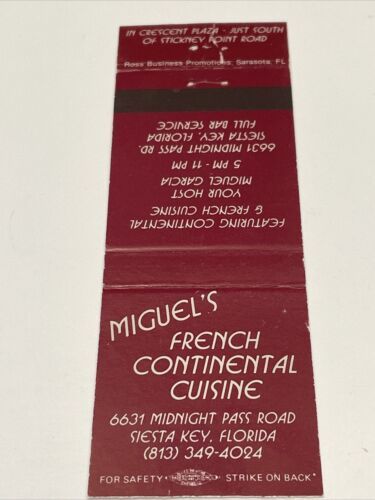 IN CRESCENT PLAZA - JUST SOUTH
OF STICKNEY POINT ROAD
Ross Business Promotions, Sarasota, FL
FEATURING CONTINENTAL
& FRENCH CUISINE
YOUR HOST
MIGUEL GARCIA
5 PM - 11 PM
6631 MIDNIGHT PASS RD.
SIESTA KEY, FLORIDA
FULL BAR SERVICE
MIGUEL'S
FRENCH
CONTINENTAL
CUISINE
6631 MIDNIGHT PASS ROAD
SIESTA KEY, FLORIDA
(813) 349-4024
FOR SAFETY STRIKE ON BACK